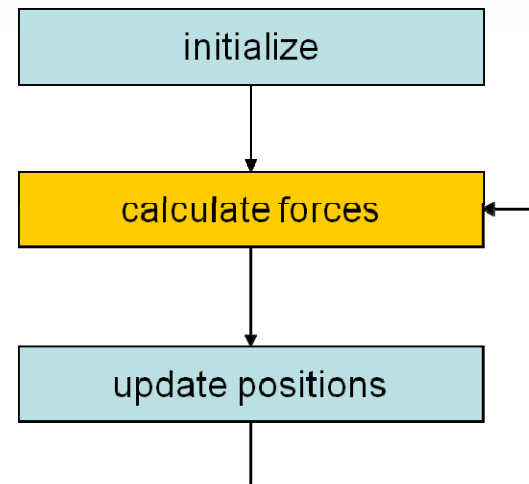 initialize
calculate forces
update positions